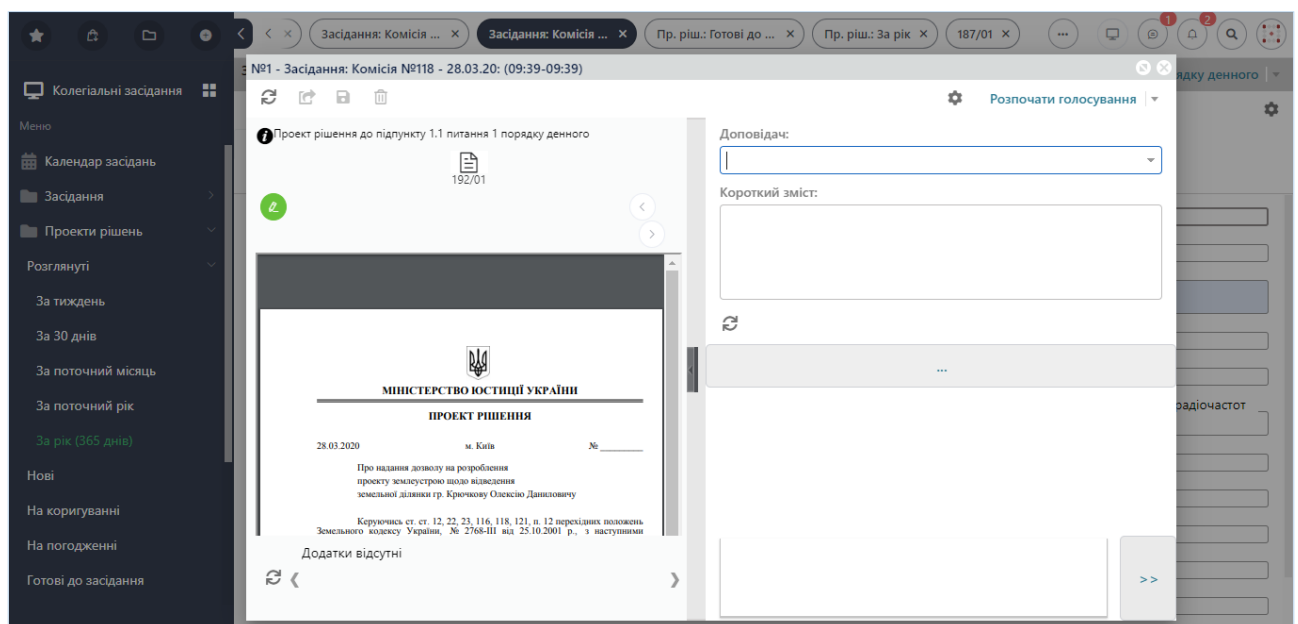 Засідання: Комісія ... ×
Засідання: Комісія ... ×
Пр. ріш.: Готові до ... ×
Пр. ріш.: За рік ×
187/01 ×
...
1
2
Колегіальні засідання
Меню
Календар засідань
Засідання
Проекти рішень
Розглянуті
За тиждень
За 30 днів
За поточний місяць
За поточний рік
За рік (365 днів)
Нові
На коригуванні
На погодженні
Готові до засідання
№1 - Засідання: Комісія №118 - 28.03.20: (09:39-09:39)
Розпочати голосування
Проект рішення до підпункту 1.1 питання 1 порядку денного
192/01
МІНІСТЕРСТВО ЮСТИЦІЇ УКРАЇНИ
ПРОЕКТ РІШЕННЯ
28.03.2020 м. Київ № ________
Про надання дозволу на розроблення
проекту землеустрою щодо відведення
земельної ділянки гр. Крючкову Олексію Даниловичу
Керуючись ст. ст. 12, 22, 23, 116, 118, 121, п. 12 перехідних положень
Земельного кодексу України, № 2768-III від 25.10.2001 р., з наступними
Додатки відсутні
Доповідач:
Короткий зміст:
...
>>
денного
радіочастот